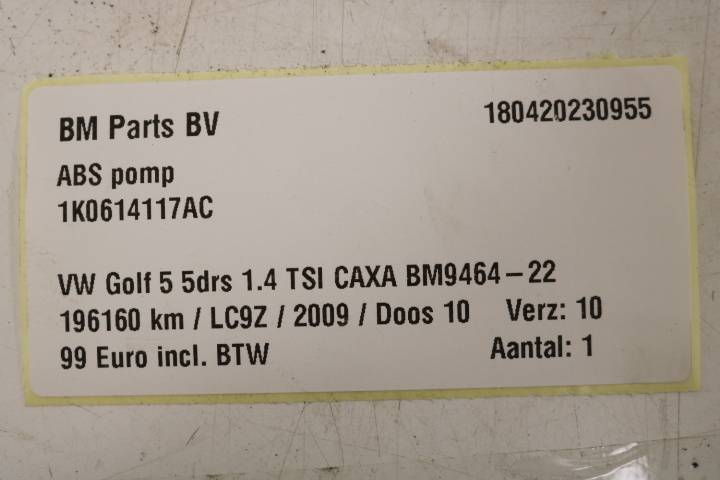 BM Parts BV 180420230955
ABS pomp
1K0614117AC
VW Golf 5 5drs 1.4 TSI CAXA BM9464-22
196160 km / LC9Z / 2009 / Doos 10 Verz: 10
99 Euro incl. BTW Aantal: 1